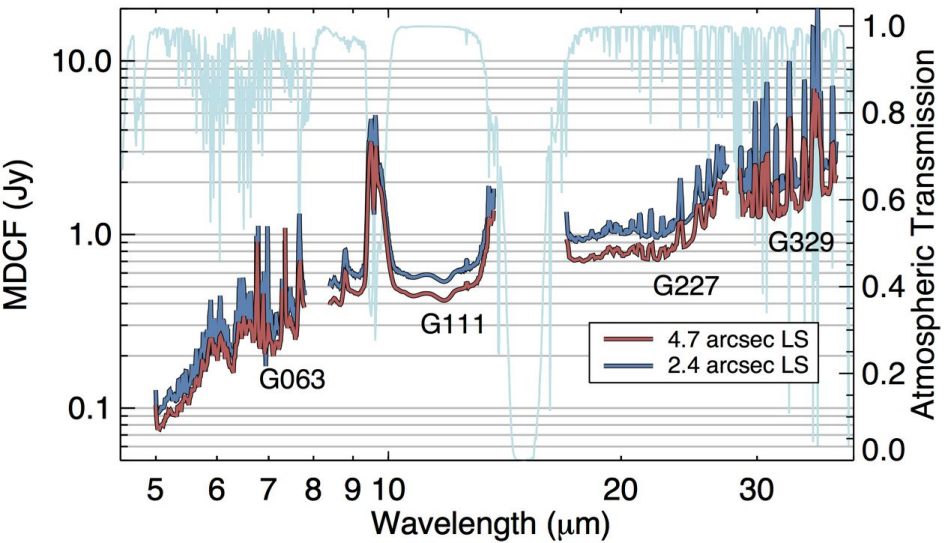 10.0
1.0
0.1
MDCF (Jy)
1.0
0.8
0.6
0.4
0.2
0.0
Atmospheric Transmission
G063
G111
G227
G329
4.7 arcsec LS
2.4 arcsec LS
5 6 7 8 9 10 20 30
Wavelength (μm)